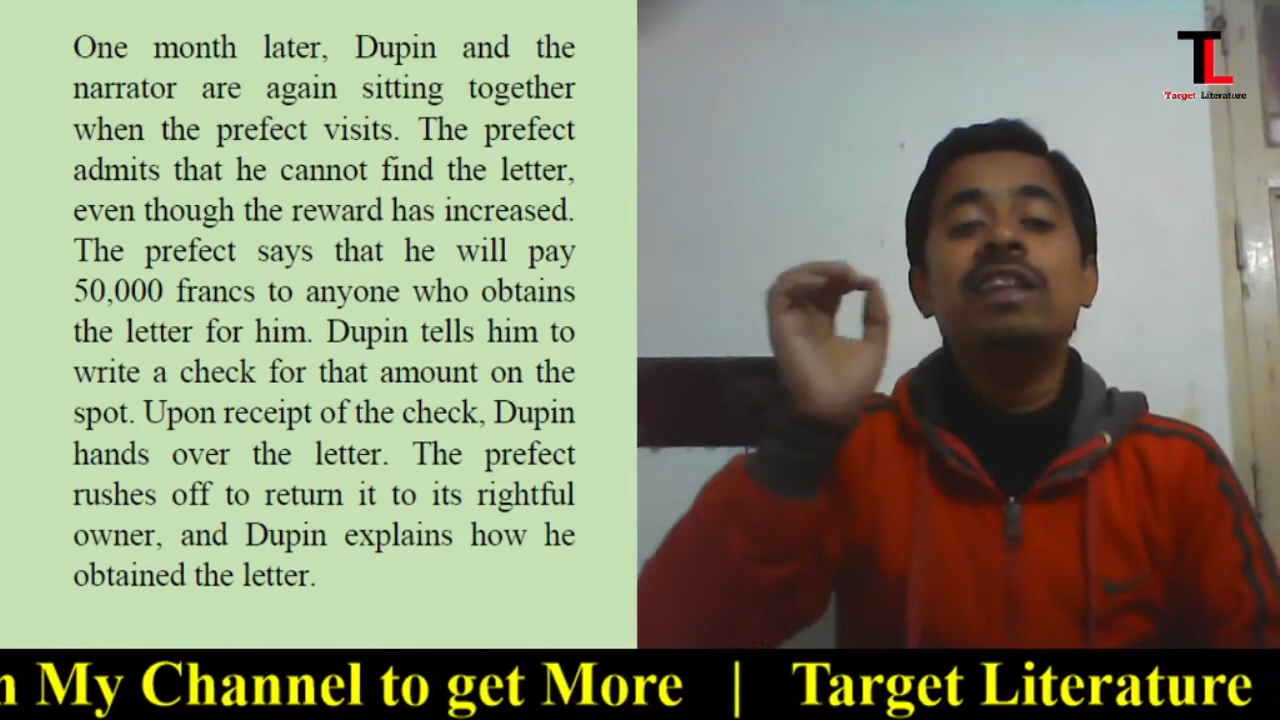 One month later, Dupin and the
narrator are again sitting together
when the prefect visits. The prefect
admits that he cannot find the letter,
even though the reward has increased.
The prefect says that he will pay
50,000 francs to anyone who obtains
the letter for him. Dupin tells him to
write a check for that amount on the
spot. Upon receipt of the check, Dupin
hands over the letter. The prefect
rushes off to return it to its rightful
owner, and Dupin explains how he
obtained the letter.
TL
Target Literature
My Channel to get More | Target Literature